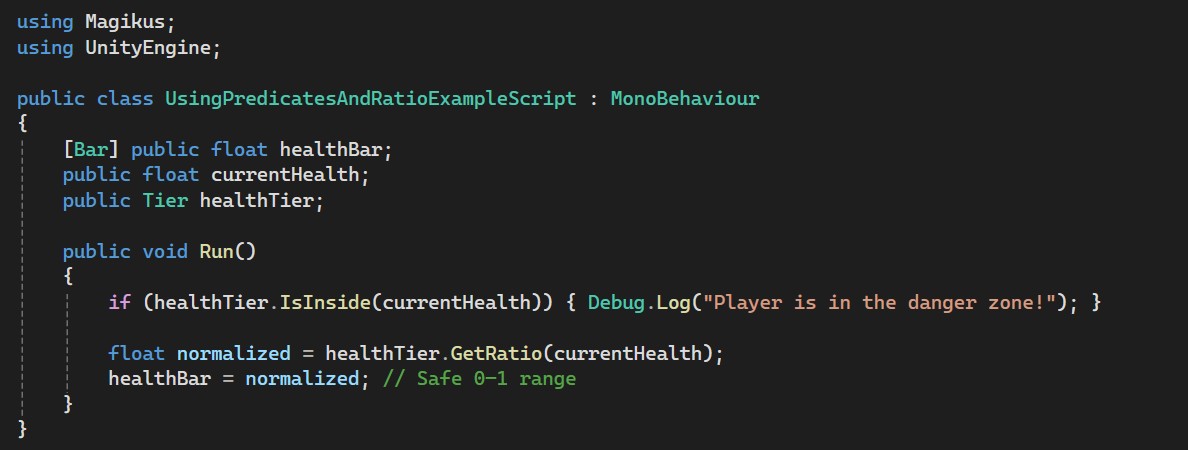 using Magikus;
using UnityEngine;
public class UsingPredicatesAndRatioExampleScript : MonoBehaviour
{
[Bar] public float healthBar;
public float currentHealth;
public Tier healthTier;
public void Run()
{
if (healthTier.IsInside(currentHealth)) { Debug.Log("Player is in the danger zone!"); }
float normalized = healthTier.GetRatio(currentHealth);
healthBar = normalized; // Safe 0–1 range
}
}